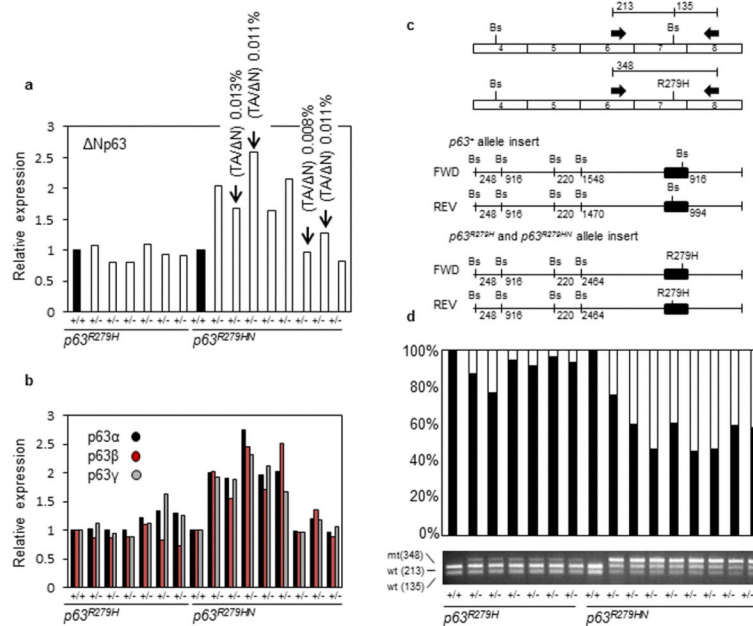 a
ΔNp63
(TA/ΔN) 0.013%
(TA/ΔN) 0.011%
(TA/ΔN) 0.008%
(TA/ΔN) 0.011%
Relative expression
3
2.5
2
1.5
1
0.5
0
+/+ +/- +/- +/- +/- +/- +/- +/+ +/- +/- +/- +/- +/- +/- +/- +/-
p63R279H
p63R279HN
b
p63α
p63β
p63γ
Relative expression
3
2.5
2
1.5
1
0.5
0
+/+ +/- +/- +/- +/- +/- +/- +/+ +/- +/- +/- +/- +/- +/- +/- +/-
p63R279H
p63R279HN
c
213 135
Bs Bs
4 5 6 7 8
348
Bs R279H
4 5 6 7 8
p63+ allele insert
Bs Bs Bs Bs Bs
FWD
248 916 220 1548 916
Bs Bs Bs Bs Bs
REV
248 916 220 1470 994
p63R279H and p63R279HN allele insert
R279H
Bs Bs Bs Bs
FWD
248 916 220 2464
Bs Bs Bs Bs R279H
REV
248 916 220 2464
d
100%
80%
60%
40%
20%
0%
mt(348)
wt (213)
wt (135)
+/+ +/- +/- +/- +/- +/- +/- +/+ +/- +/- +/- +/- +/- +/- +/- +/-
p63R279H
p63R279HN